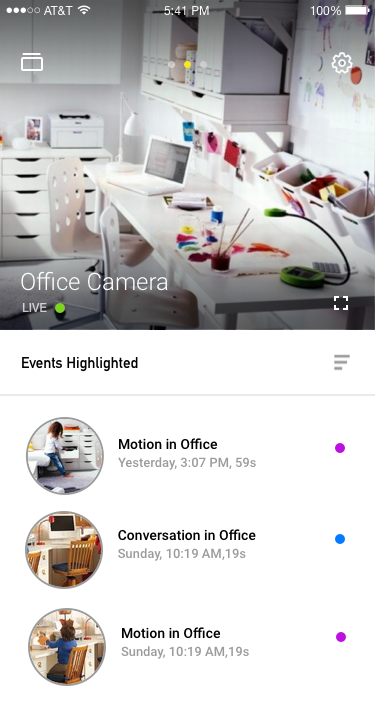 AT&T 5:41 PM 100%
Office Camera
LIVE
Events Highlighted
Motion in Office
Yesterday, 3:07 PM, 59s
Conversation in Office
Sunday, 10:19 AM,19s
Motion in Office
Sunday, 10:19 AM,19s